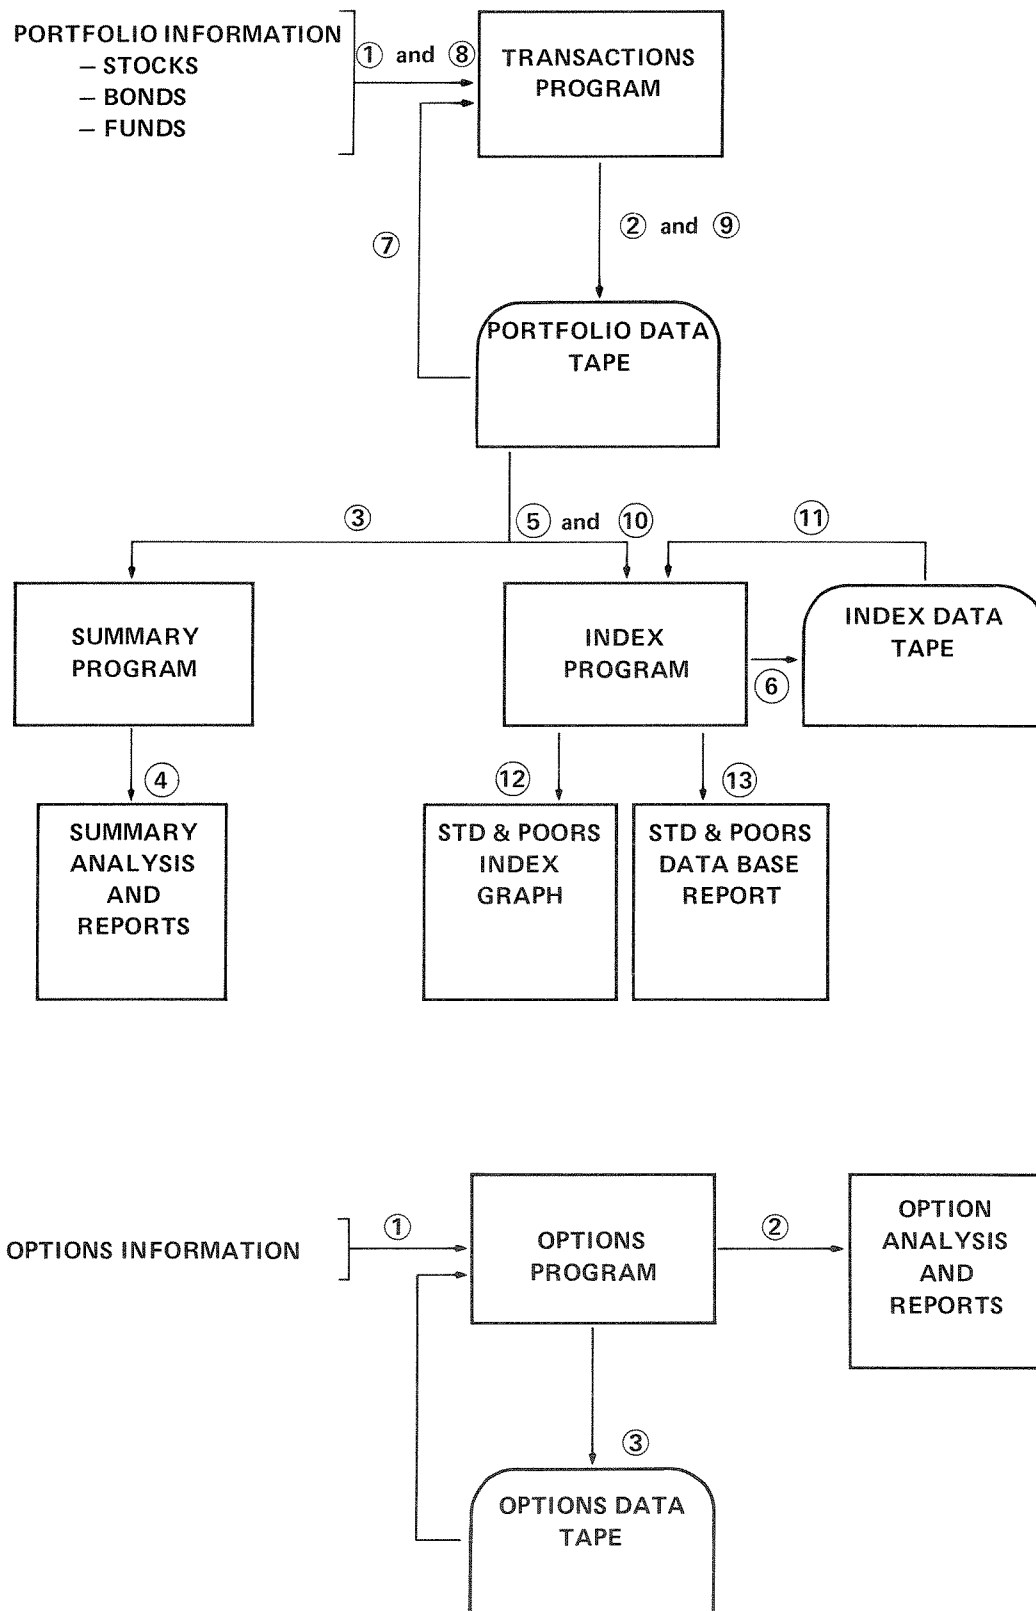 PORTFOLIO INFORMATION
– STOCKS
– BONDS
– FUNDS
① and ⑧
TRANSACTIONS
PROGRAM
② and ⑨
⑦
PORTFOLIO DATA
TAPE
③
⑤ and ⑩
⑪
SUMMARY
PROGRAM
INDEX
PROGRAM
⑥
INDEX DATA
TAPE
④
⑫
⑬
SUMMARY
ANALYSIS
AND
REPORTS
STD & POORS
INDEX
GRAPH
STD & POORS
DATA BASE
REPORT
OPTIONS INFORMATION
①
OPTIONS
PROGRAM
②
OPTION
ANALYSIS
AND
REPORTS
③
OPTIONS DATA
TAPE